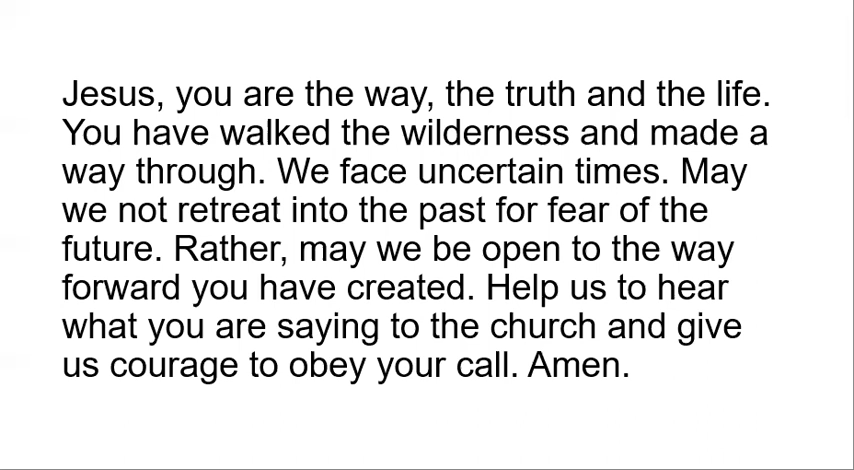 Jesus, you are the way, the truth and the life.
You have walked the wilderness and made a
way through. We face uncertain times. May
we not retreat into the past for fear of the
future. Rather, may we be open to the way
forward you have created. Help us to hear
what you are saying to the church and give
us courage to obey your call. Amen.